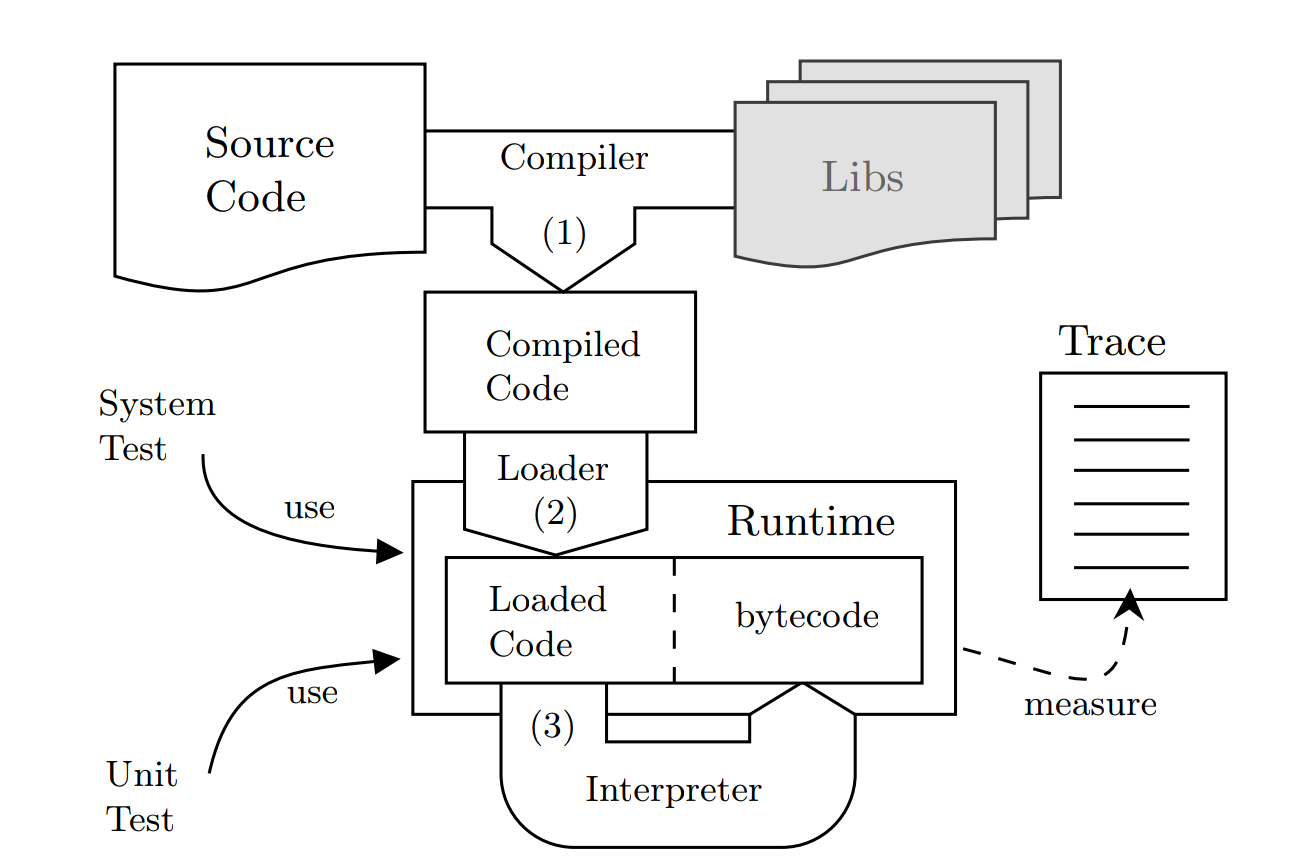 Source
Code
Compiler
(1)
Libs
Compiled
Code
Trace
System
Test
use
Loader
(2)
Runtime
Loaded
Code
bytecode
use
measure
(3)
Unit
Test
Interpreter